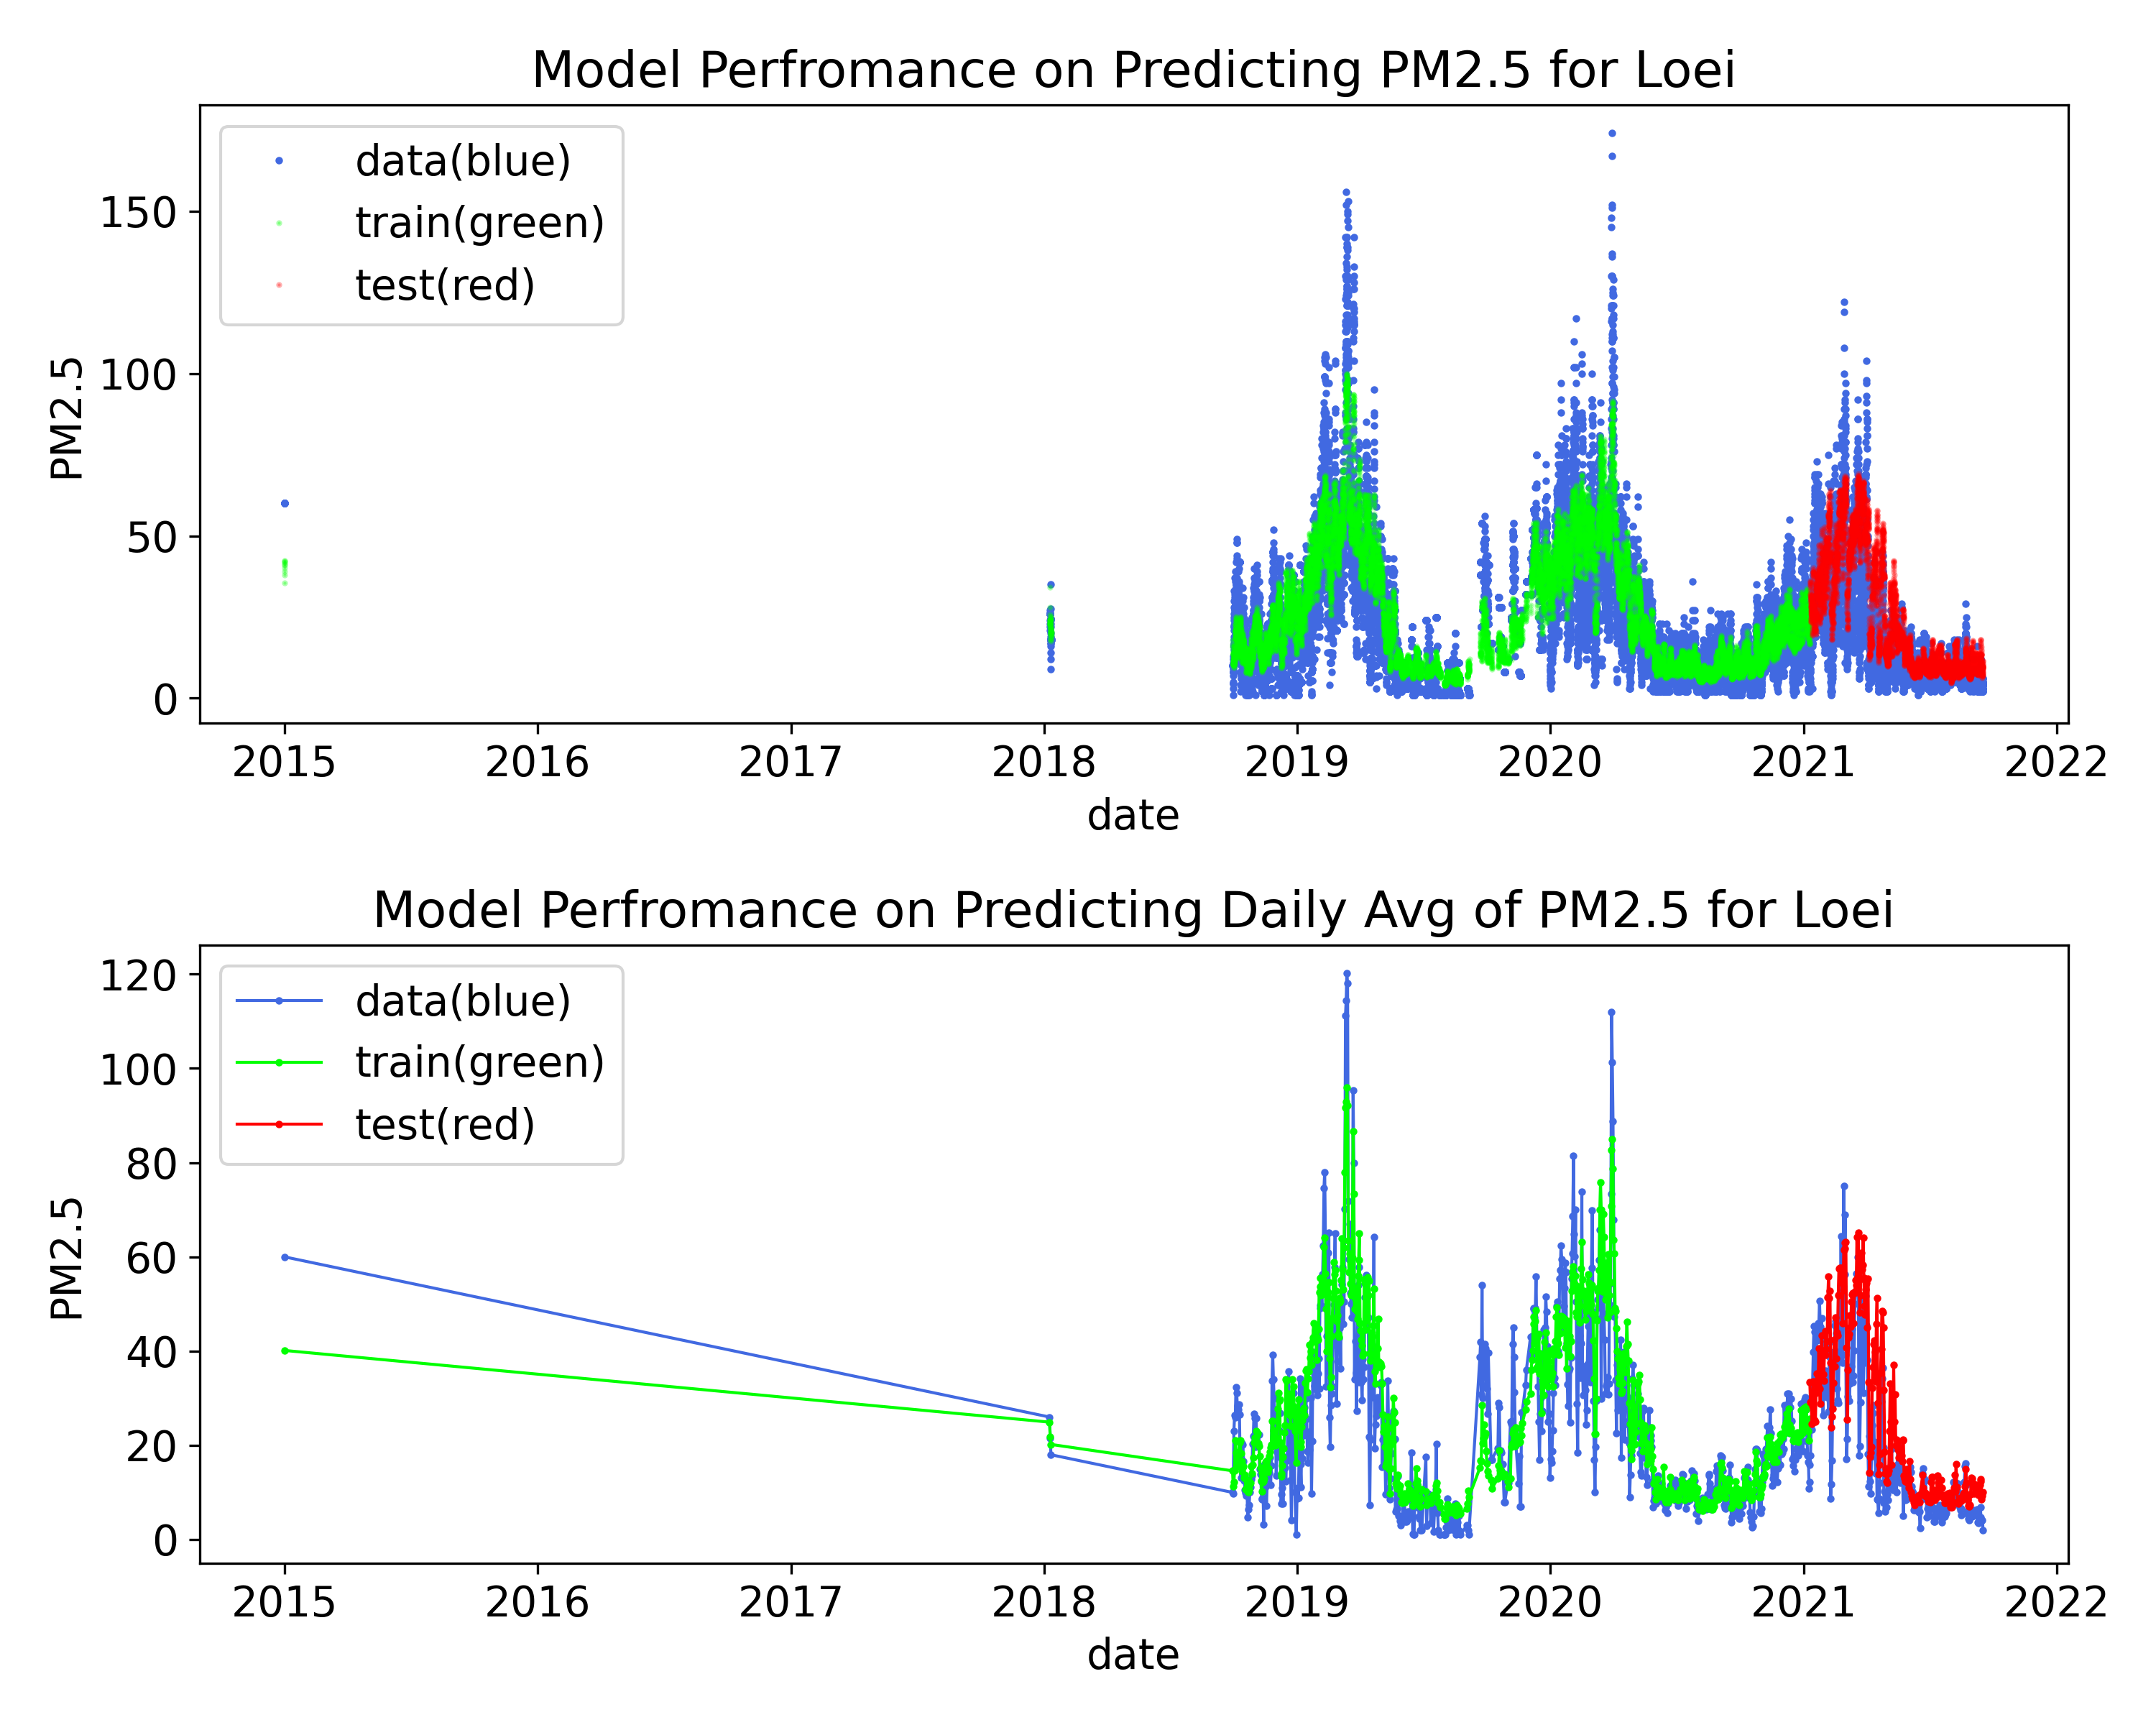 Model Perfromance on Predicting PM2.5 for Loei
data(blue)
train(green)
test(red)
PM2.5
150
100
50
0
2015 2016 2017 2018 2019 2020 2021 2022
date
Model Perfromance on Predicting Daily Avg of PM2.5 for Loei
data(blue)
train(green)
test(red)
PM2.5
120
100
80
60
40
20
0
2015 2016 2017 2018 2019 2020 2021 2022
date